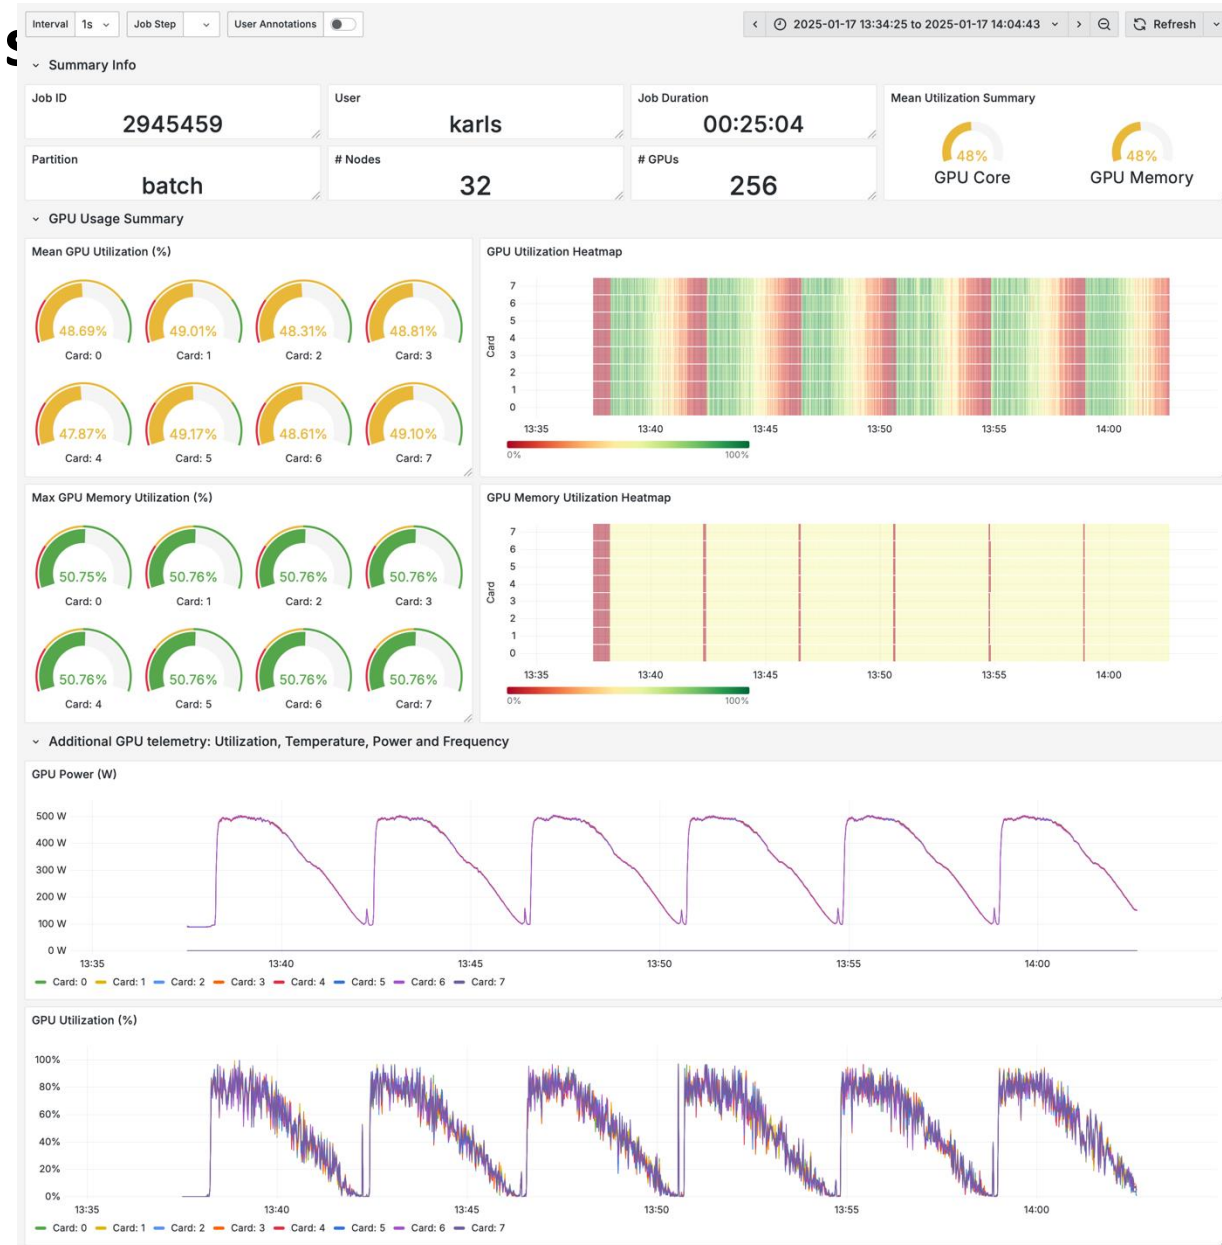 Interval 1s Job Step User Annotations 2025-01-17 13:34:25 to 2025-01-17 14:04:43 Refresh
S
Summary Info
Job ID User Job Duration Mean Utilization Summary
2945459 karls 00:25:04
48% 48%
Partition # Nodes # GPUs
GPU Core GPU Memory
batch 32 256
GPU Usage Summary
Mean GPU Utilization (%)
48.69% 49.01% 48.31% 48.81%
Card: 0 Card: 1 Card: 2 Card: 3
47.87% 49.17% 48.61% 49.10%
Card: 4 Card: 5 Card: 6 Card: 7
GPU Utilization Heatmap
Card
7
6
5
4
3
2
1
0
13:35 13:40 13:45 13:50 13:55 14:00
0% 100%
Max GPU Memory Utilization (%)
50.75% 50.76% 50.76% 50.76%
Card: 0 Card: 1 Card: 2 Card: 3
50.76% 50.76% 50.76% 50.76%
Card: 4 Card: 5 Card: 6 Card: 7
GPU Memory Utilization Heatmap
Card
7
6
5
4
3
2
1
0
13:35 13:40 13:45 13:50 13:55 14:00
0% 100%
Additional GPU telemetry: Utilization, Temperature, Power and Frequency
GPU Power (W)
500 W
400 W
300 W
200 W
100 W
0 W
13:35 13:40 13:45 13:50 13:55 14:00
Card: 0 Card: 1 Card: 2 Card: 3 Card: 4 Card: 5 Card: 6 Card: 7
GPU Utilization (%)
100%
80%
60%
40%
20%
0%
13:35 13:40 13:45 13:50 13:55 14:00
Card: 0 Card: 1 Card: 2 Card: 3 Card: 4 Card: 5 Card: 6 Card: 7